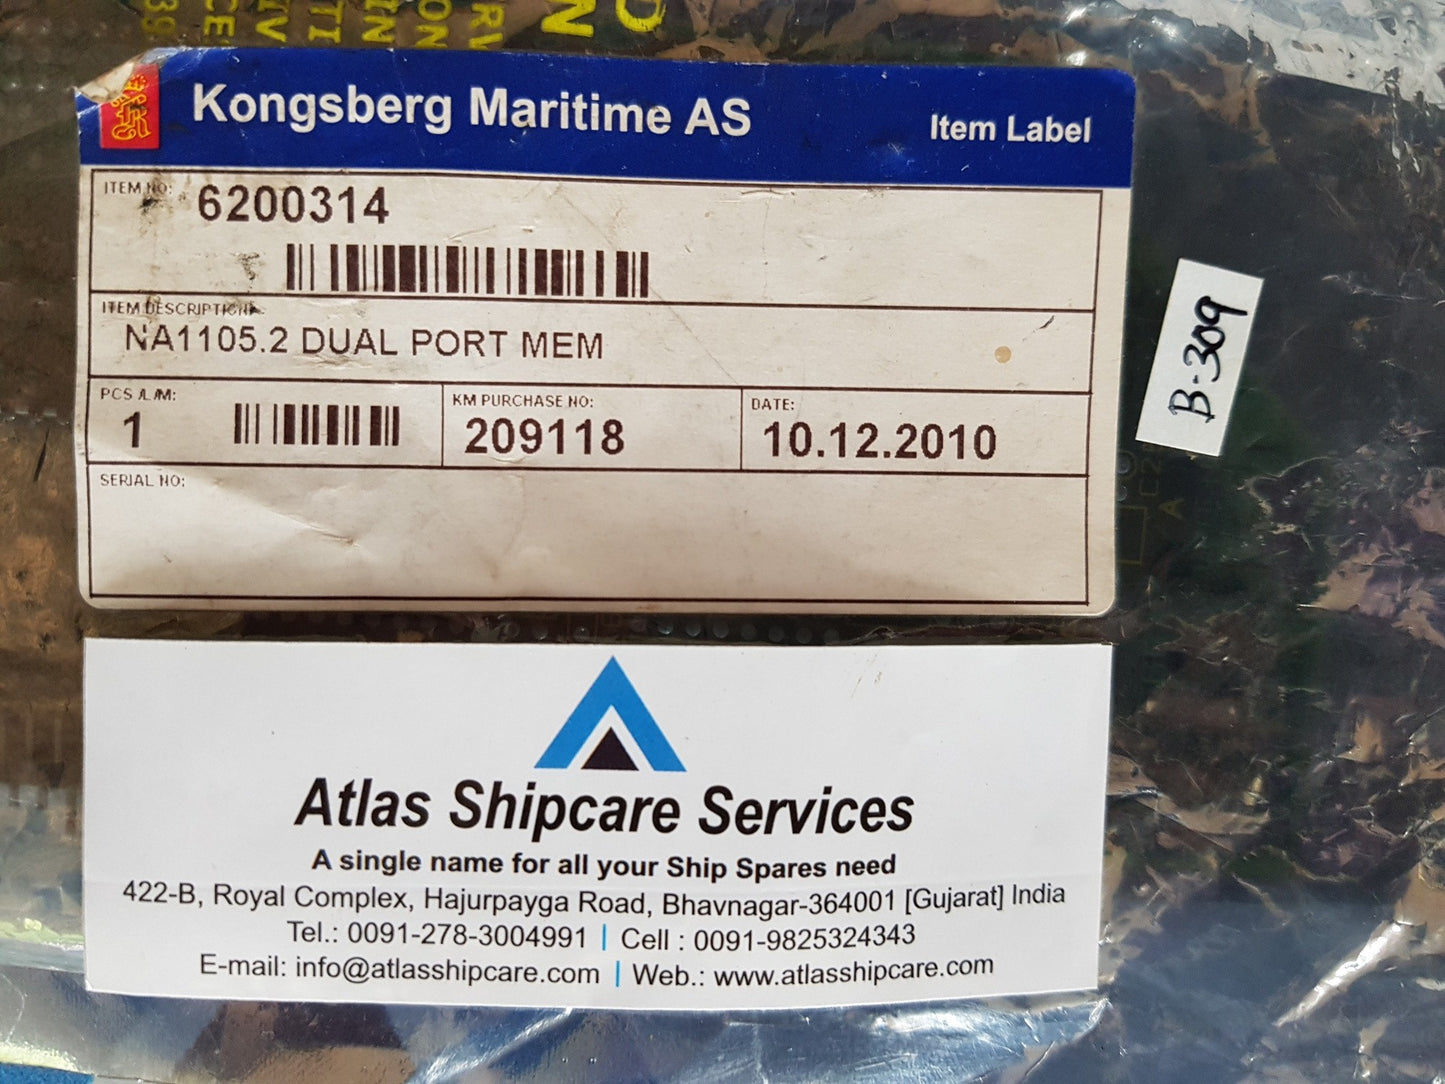 Kongsberg Maritime AS
Item Label
ITEM NO:
6200314
ITEM DESCRIPTION:
NA1105.2 DUAL PORT MEM
PCS /L/M:
1
KM PURCHASE NO:
209118
DATE:
10.12.2010
SERIAL NO:
B-309
Atlas Shipcare Services
A single name for all your Ship Spares need
422-B, Royal Complex, Hajurpayga Road, Bhavnagar-364001 [Gujarat] India
Tel.: 0091-278-3004991 | Cell : 0091-9825324343
E-mail: info@atlasshipcare.com | Web.: www.atlasshipcare.com